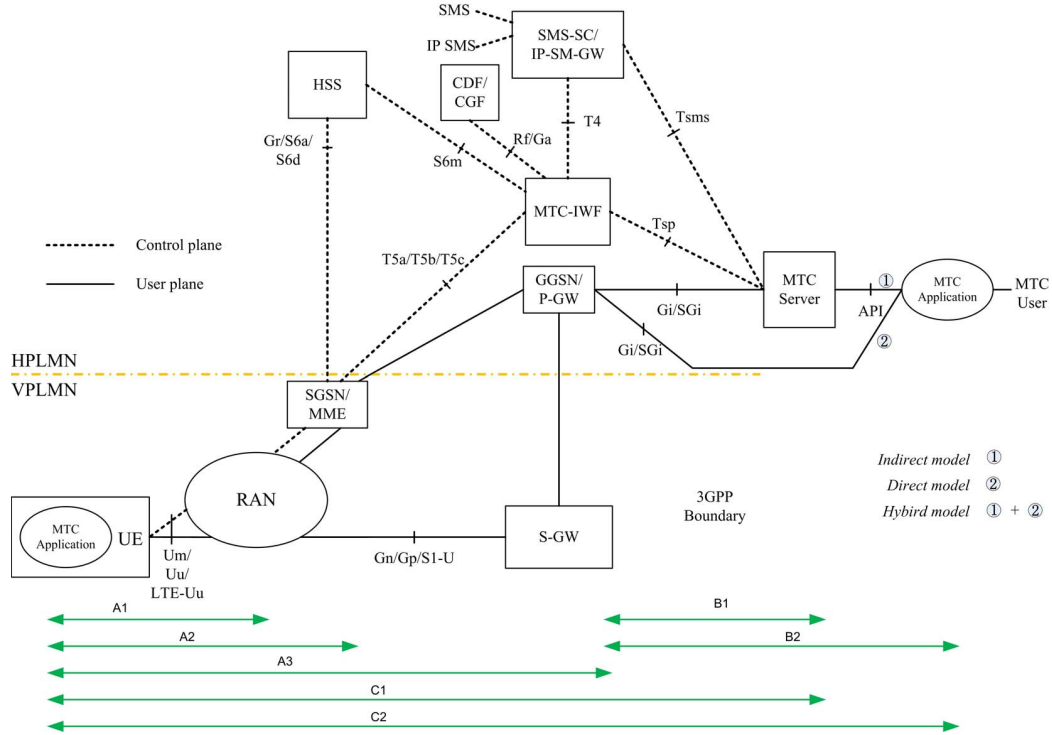 SMS
IP SMS
SMS-SC/
IP-SM-GW
HSS
CDF/
CGF
T4
Tsms
Gr/S6a/
S6d
Rf/Ga
S6m
MTC-IWF
Tsp
Control plane
User plane
T5a/T5b/T5c
GGSN/
P-GW
Gi/SGi
Gi/SGi
MTC
Server
①
API
②
MTC
Application
MTC
User
HPLMN
VPLMN
SGSN/
MME
RAN
MTC
Application
UE
Um/
Uu/
LTE-Uu
Gn/Gp/S1-U
S-GW
3GPP
Boundary
Indirect model ①
Direct model ②
Hybird model ① + ②
A1
B1
A2
B2
A3
C1
C2